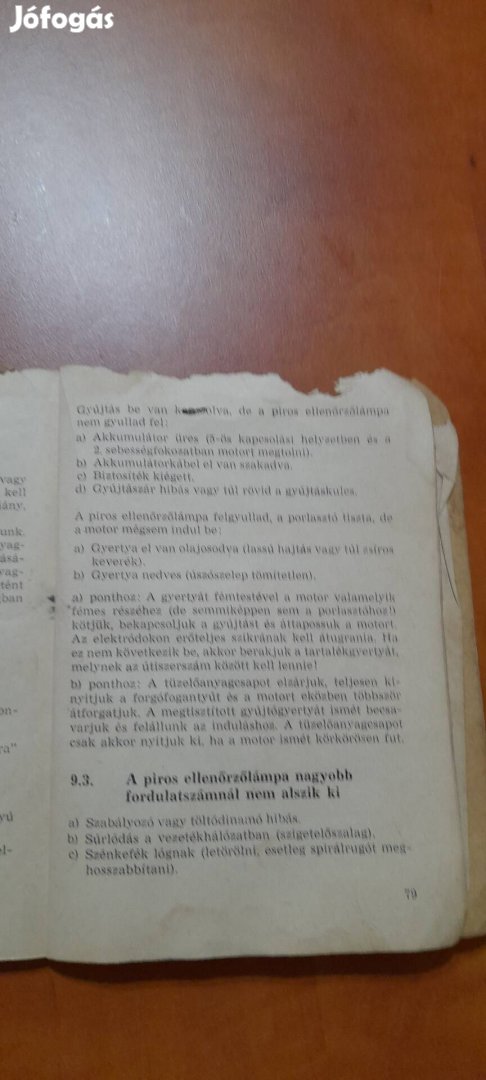 Jófogás
vagy
kell
Gyújtás be van kapcsolva, de a piros ellenőrzőlámpa
nem gyullad fel:
a) Akkumulátor üres (5-ös kapcsolási helyzetben és a
2. sebességfokozatban motort megtolni).
b) Akkumulátorkábel el van szakadva.
c) Biztosíték kiégett.
d) Gyújtászár hibás vagy túl rövid a gyújtáskulcs.
A piros ellenőrzőlámpa felgyullad, a porlasztó tiszta, de
a motor mégsem indul be:
a) Gyertya el van olajosodva (lassú hajtás vagy túl zsíros
keverék).
b) Gyertya nedves (úszószelep tömítetlen).
a) ponthoz: A gyertyát fémtestével a motor valamelyik
fémes részéhez (de semmiképpen sem a porlasztóhoz!)
kötjük, bekapcsoljuk a gyújtást és áttapossuk a motort.
Az elektródokon erőteljes szikrának kell átugrania. Ha
ez nem következik be, akkor berakjuk a tartalékgyertyát,
melynek az útiszerszám között kell lennie!
b) ponthoz: A tüzelőanyagcsapot elzárjuk, teljesen ki-
nyitjuk a forgófogantyút és a motort eközben többször
átforgatjuk. A megtisztított gyújtógyertyát ismét becsa-
varjuk és felállunk az induláshoz. A tüzelőanyagcsapot
csak akkor nyitjuk ki, ha a motor ismét körkörösen fut.
9.3. A piros ellenőrzőlámpa nagyobb
fordulatszámnál nem alszik ki
a) Szabályozó vagy töltődinamó hibás.
b) Súrlódás a vezetékhálózatban (szigetelőszalag).
c) Szénkefék lógnak (letörölni, esetleg spirálrugót meg-
hosszabbítani).
79